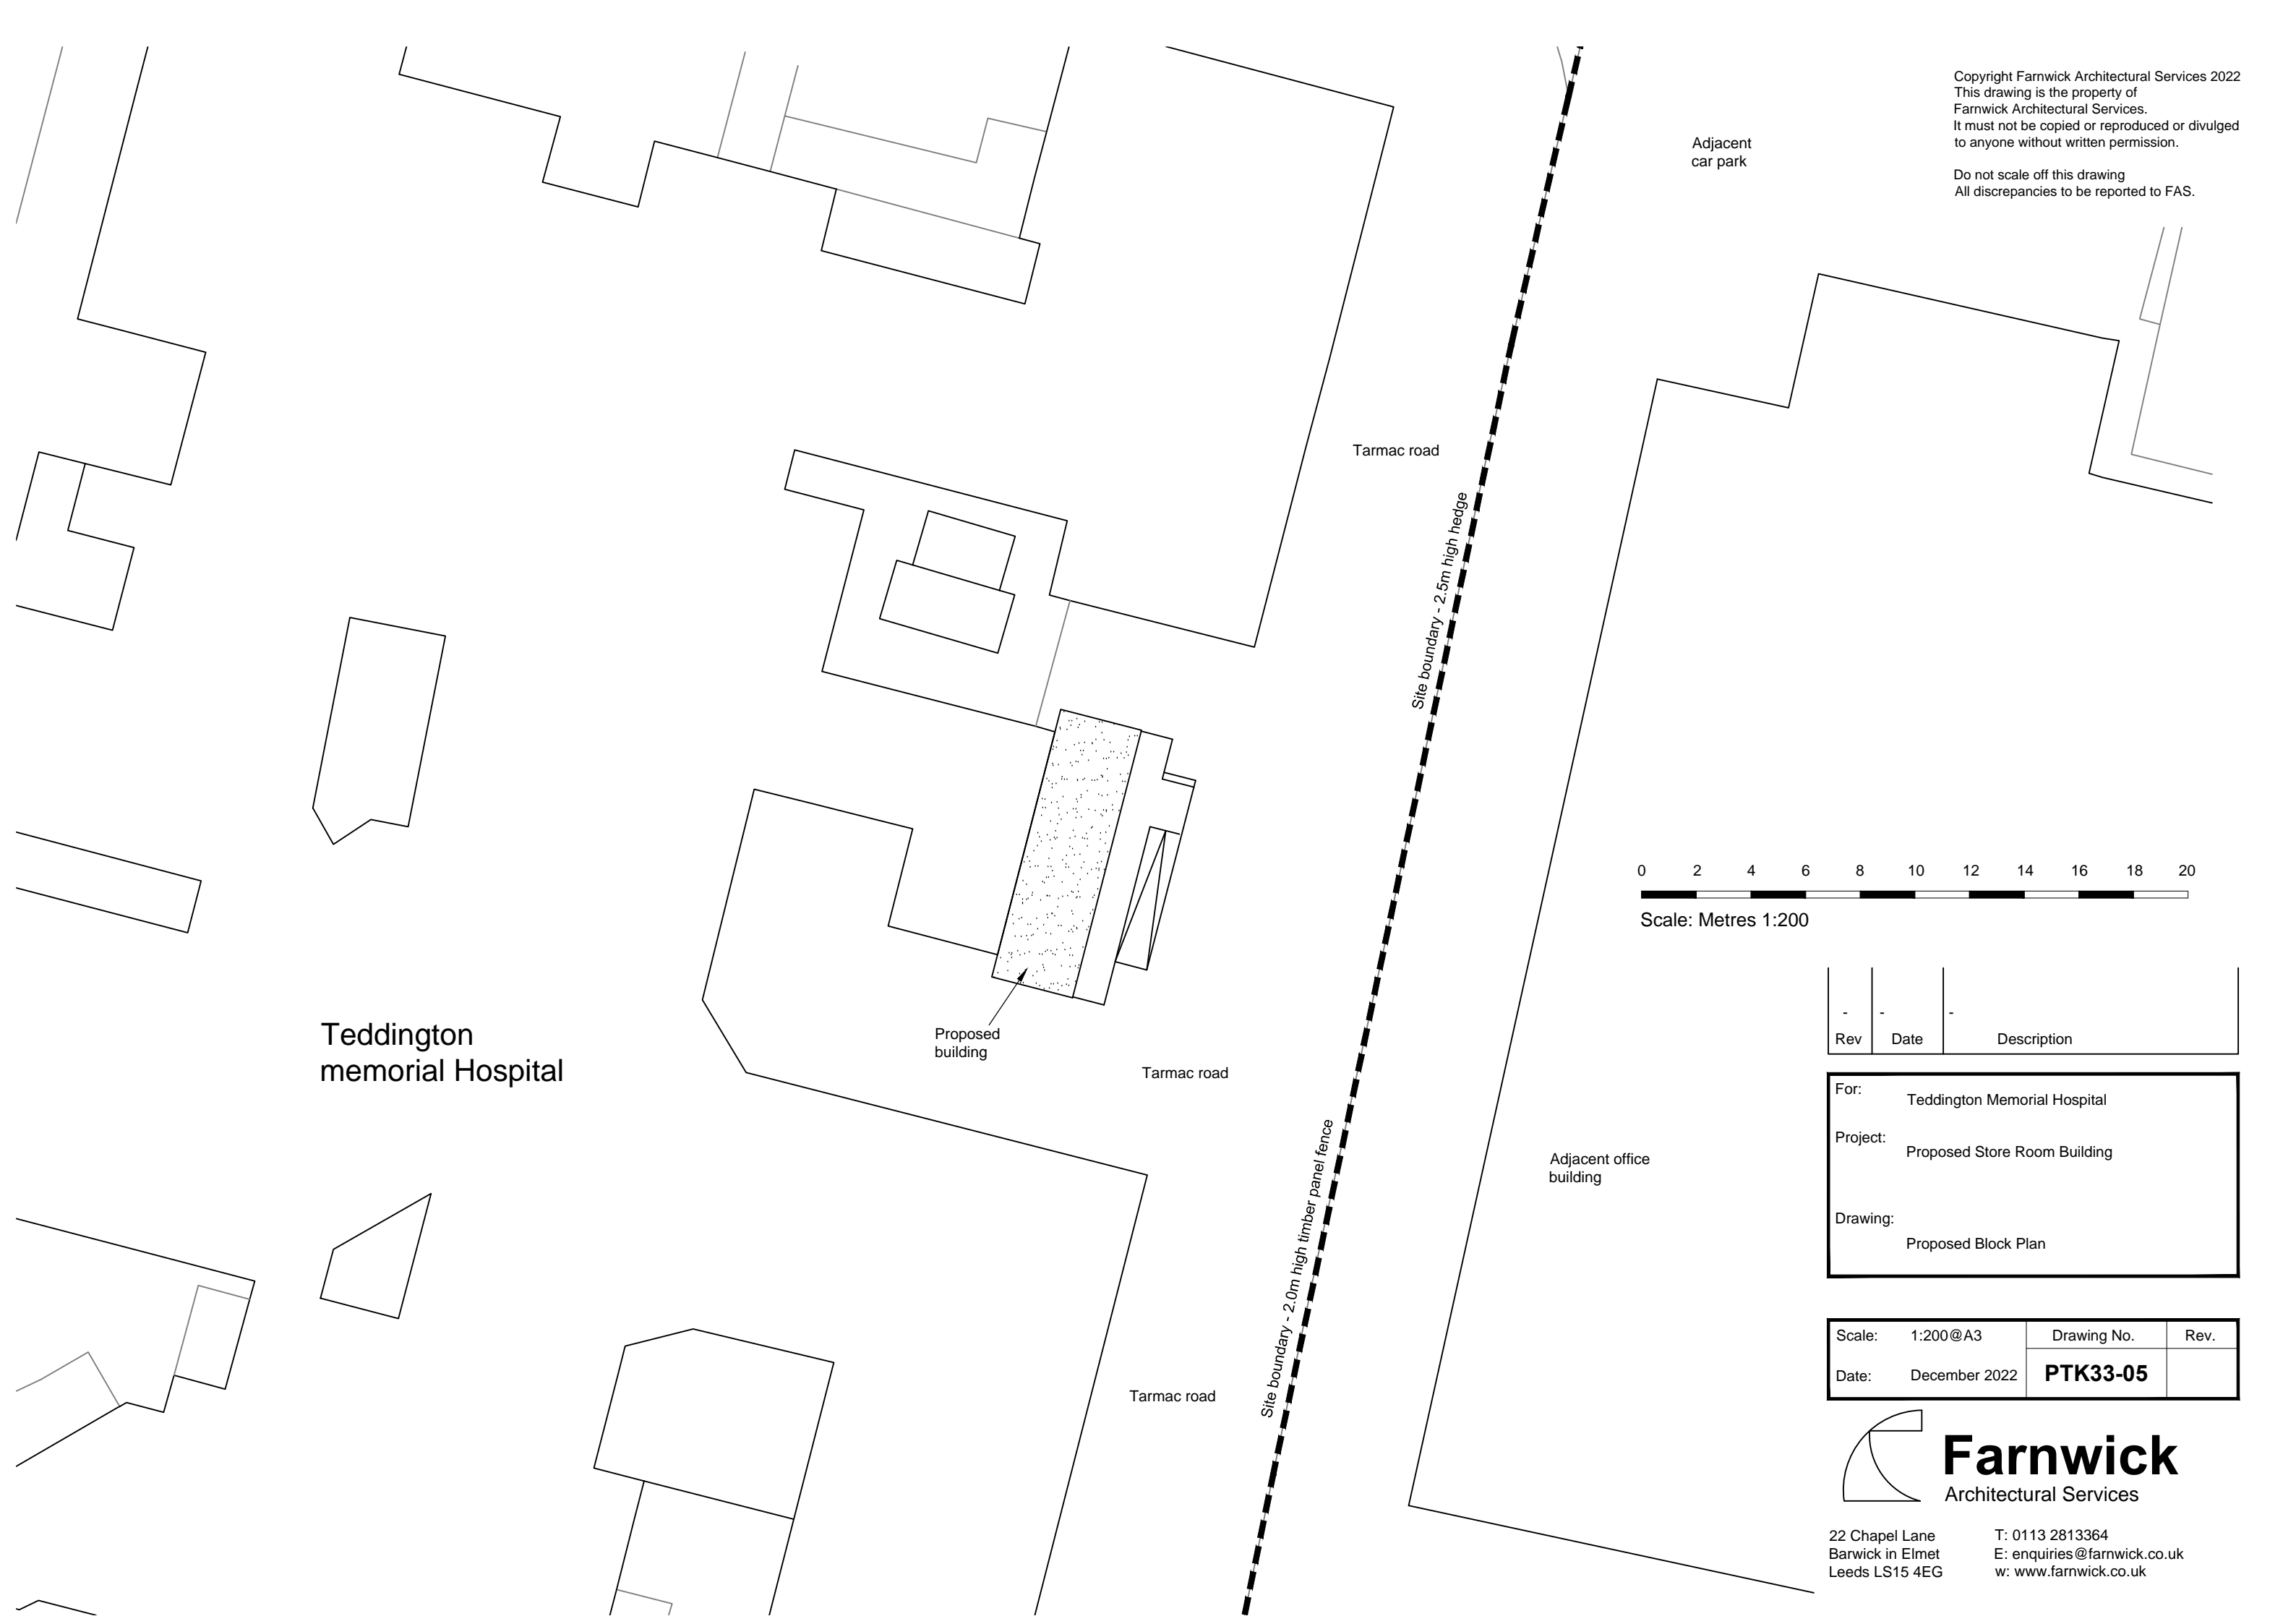 Copyright Farnwick Architectural Services 2022
This drawing is the property of
Farnwick Architectural Services.
It must not be copied or reproduced or divulged
to anyone without written permission.
Do not scale off this drawing
All discrepancies to be reported to FAS.
Adjacent
car park
Tarmac road
Site boundary - 2.5m high hedge
0 2 4 6 8 10 12 14 16 18 20
Scale: Metres 1:200
Teddington
memorial Hospital
Proposed
building
Tarmac road
Site boundary - 2.0m high timber panel fence
Adjacent office
building
Tarmac road
- - -
Rev Date Description
For: Teddington Memorial Hospital
Project: Proposed Store Room Building
Drawing:
Proposed Block Plan
Scale: 1:200@A3 Drawing No. Rev.
Date: December 2022 PTK33-05
Farnwick
Architectural Services
22 Chapel Lane T: 0113 2813364
Barwick in Elmet E: enquiries@farnwick.co.uk
Leeds LS15 4EG w: www.farnwick.co.uk